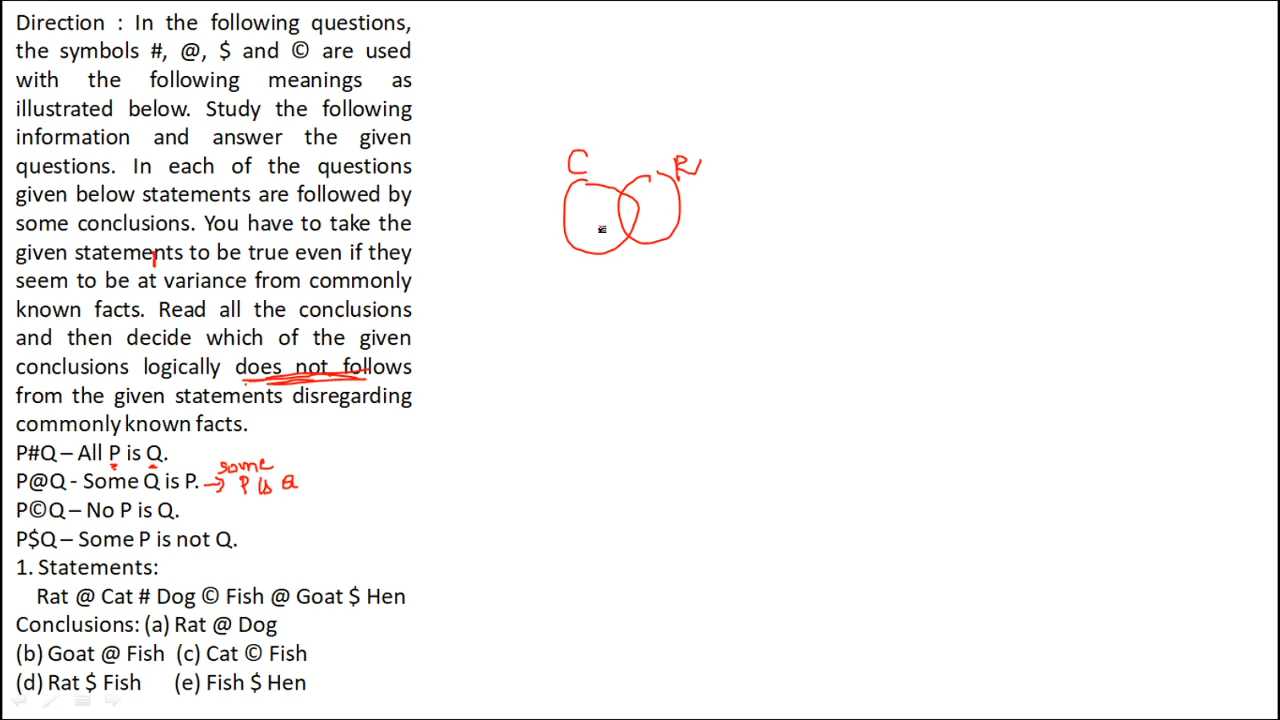 Direction : In the following questions,
the symbols #, @, $ and © are used
with the following meanings as
illustrated below. Study the following
information and answer the given
questions. In each of the questions
given below statements are followed by
some conclusions. You have to take the
given statements to be true even if they
seem to be at variance from commonly
known facts. Read all the conclusions
and then decide which of the given
conclusions logically does not follows
from the given statements disregarding
commonly known facts.
P#Q – All P is Q.
P@Q - Some Q is P. → some P is Q
P©Q – No P is Q.
P$Q – Some P is not Q.
1. Statements:
Rat @ Cat # Dog © Fish @ Goat $ Hen
Conclusions: (a) Rat @ Dog
(b) Goat @ Fish (c) Cat © Fish
(d) Rat $ Fish (e) Fish $ Hen
C R